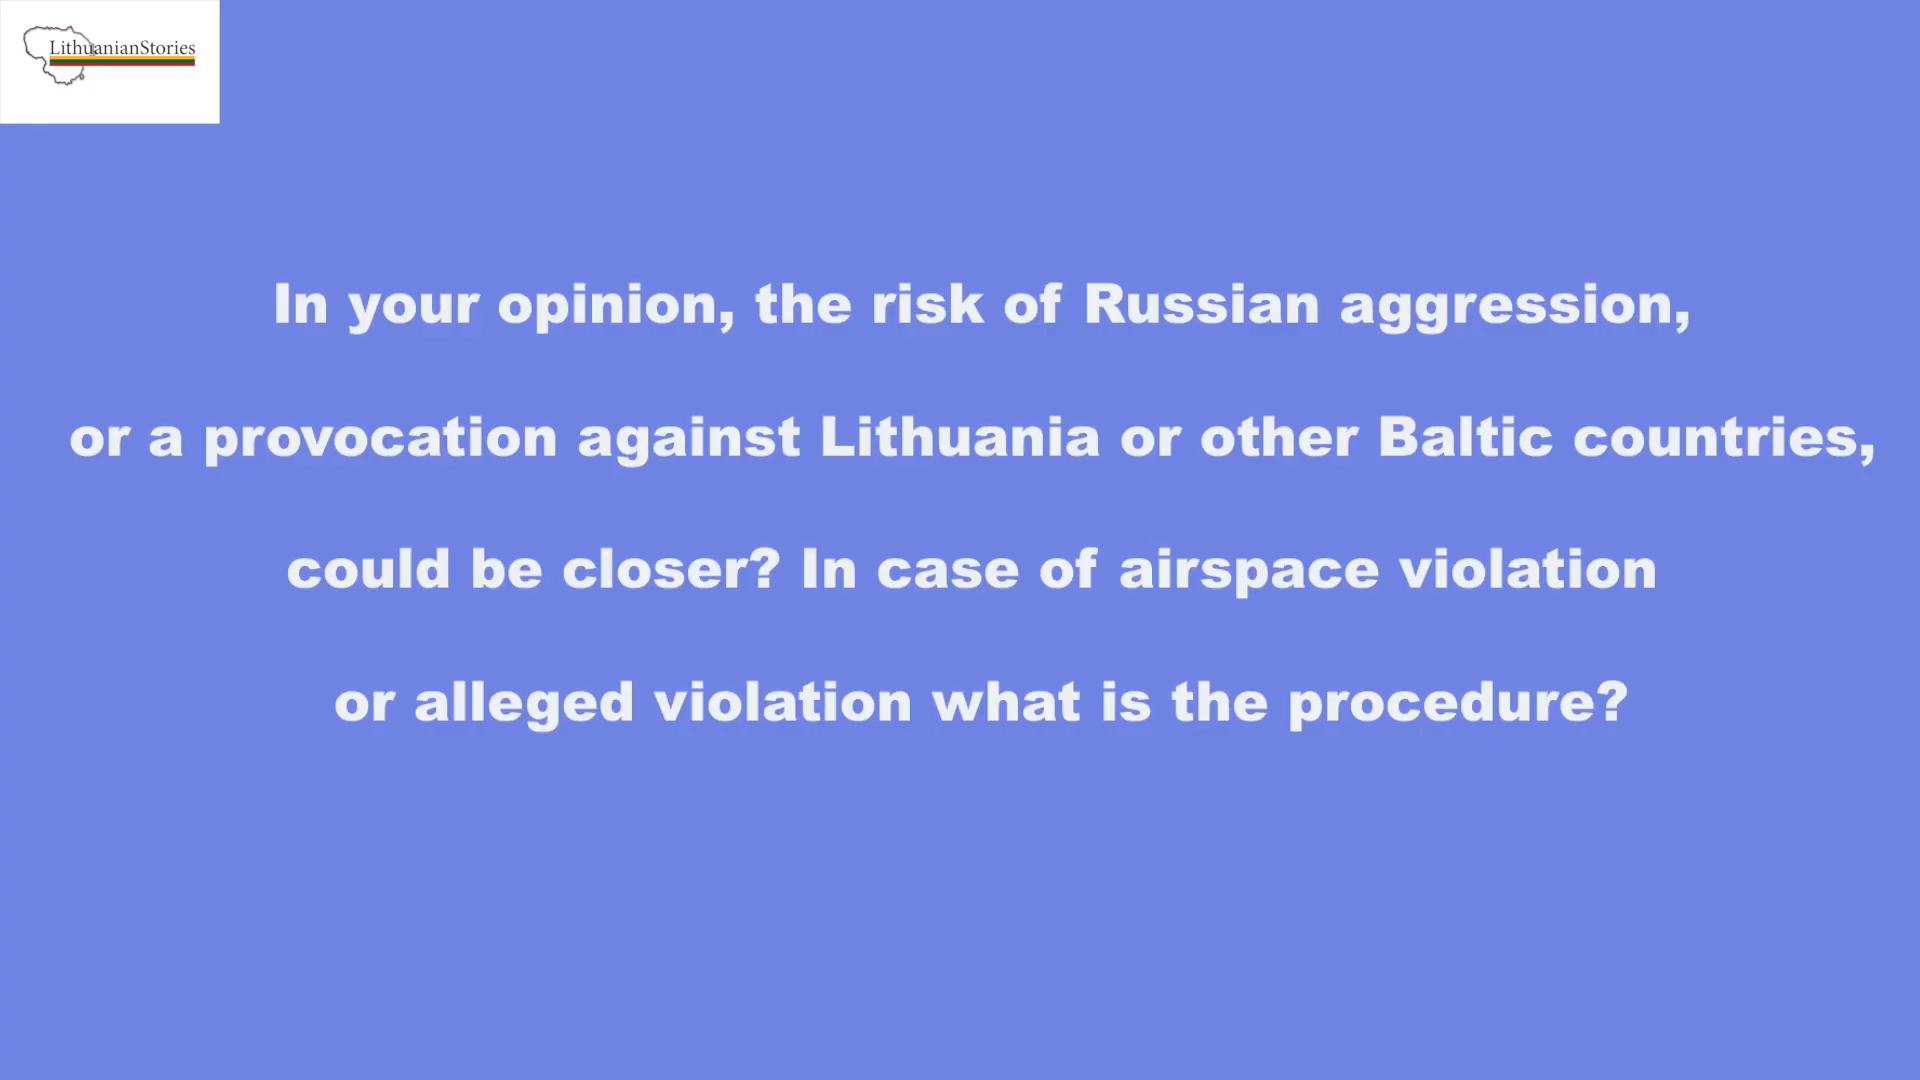 LithuanianStories
In your opinion, the risk of Russian aggression,
or a provocation against Lithuania or other Baltic countries,
could be closer? In case of airspace violation
or alleged violation what is the procedure?